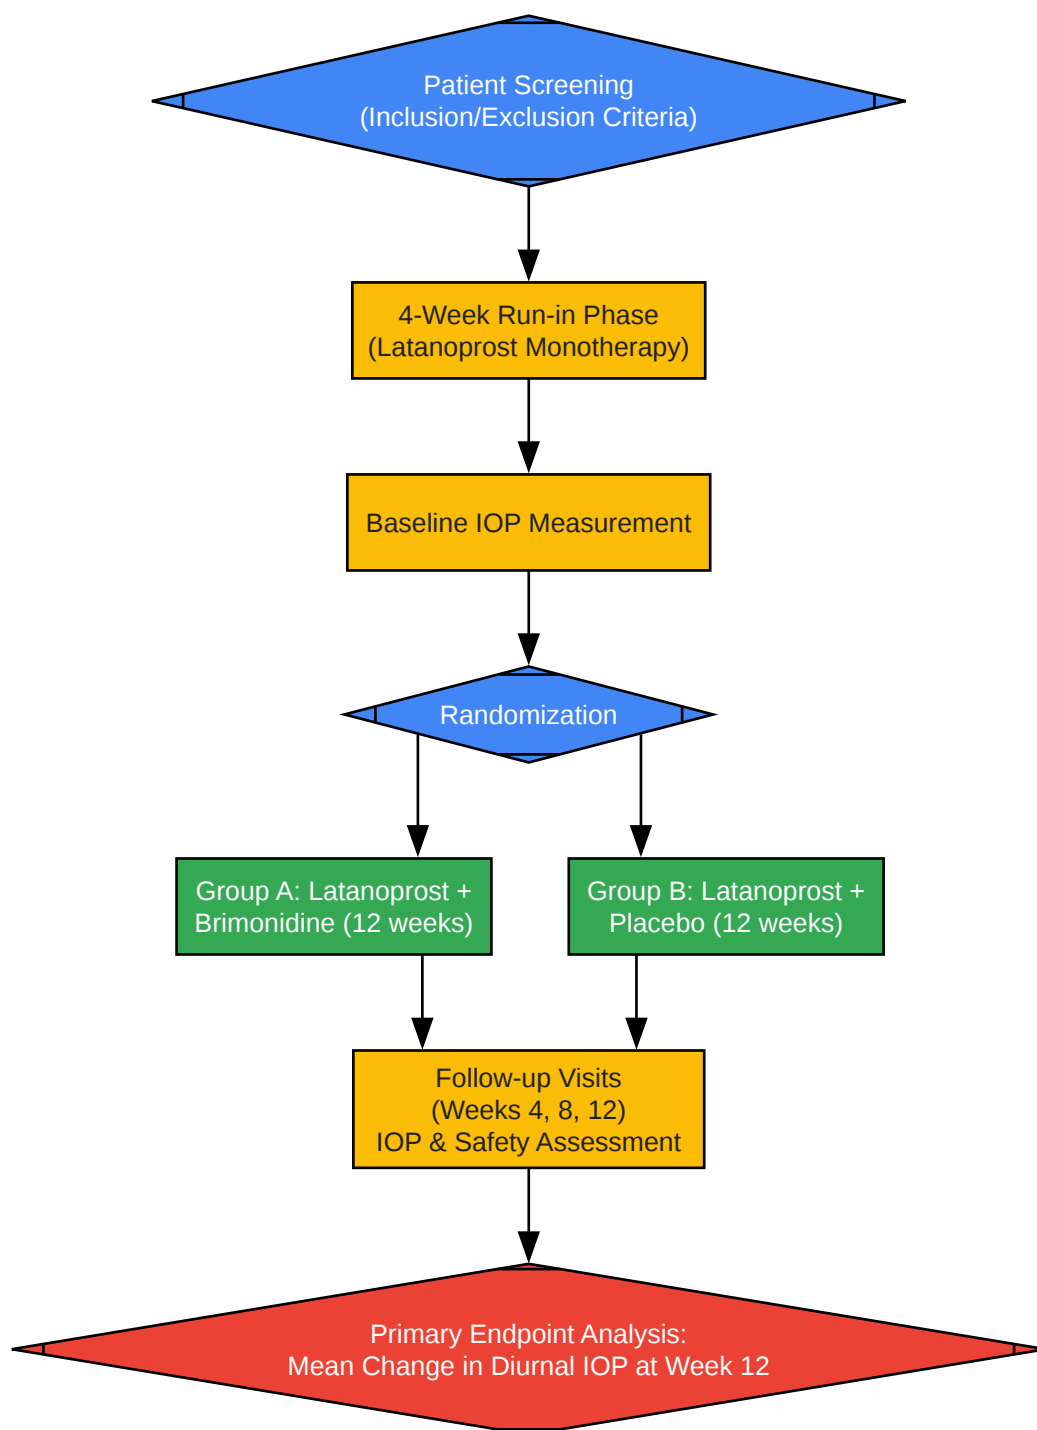 Patient Screening
(Inclusion/Exclusion Criteria)
4-Week Run-in Phase
(Latanoprost Monotherapy)
Baseline IOP Measurement
Randomization
Group A: Latanoprost +
Brimonidine (12 weeks)
Group B: Latanoprost +
Placebo (12 weeks)
Follow-up Visits
(Weeks 4, 8, 12)
IOP & Safety Assessment
Primary Endpoint Analysis:
Mean Change in Diurnal IOP at Week 12